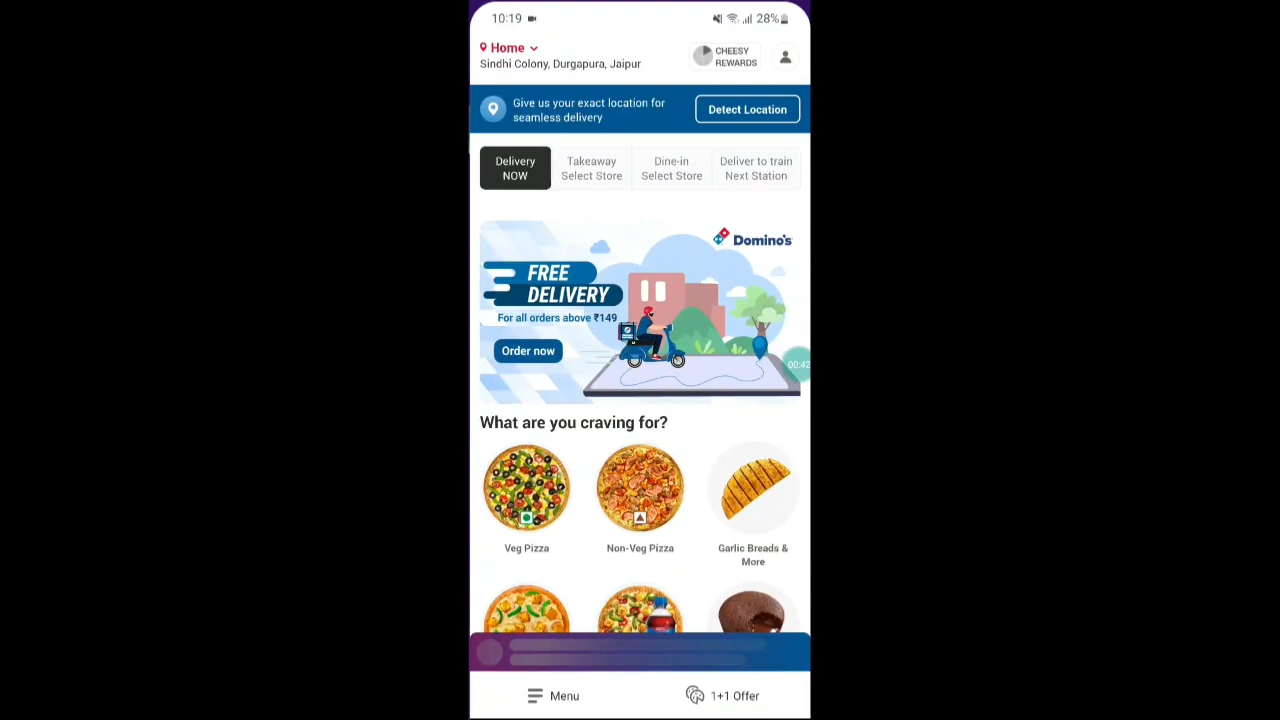 10:19
28%
Home
CHEESY
REWARDS
Sindhi Colony, Durgapura, Jaipur
Give us your exact location for
seamless delivery
Detect Location
Delivery
NOW
Takeaway
Select Store
Dine-in
Select Store
Deliver to train
Next Station
Domino's
FREE
DELIVERY
For all orders above ₹149
Order now
00:42
What are you craving for?
Veg Pizza
Non-Veg Pizza
Garlic Breads &
More
Menu
1+1 Offer